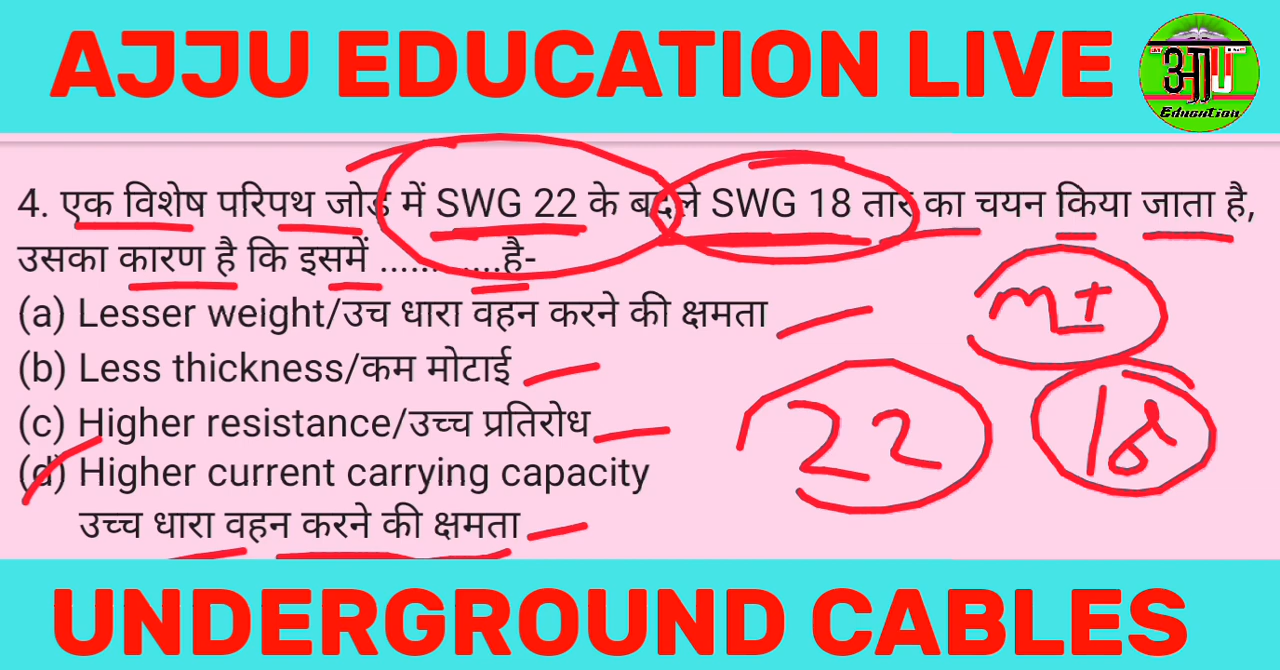 AJJU EDUCATION LIVE
Education
4. एक विशेष परिपथ जोड़ में SWG 22 के बदले SWG 18 तार का चयन किया जाता है,
उसका कारण है कि इसमें ............है-
(a) Lesser weight/उच धारा वहन करने की क्षमता
(b) Less thickness/कम मोटाई
(c) Higher resistance/उच्च प्रतिरोध
(d) Higher current carrying capacity
उच्च धारा वहन करने की क्षमता
22
18
UNDERGROUND CABLES